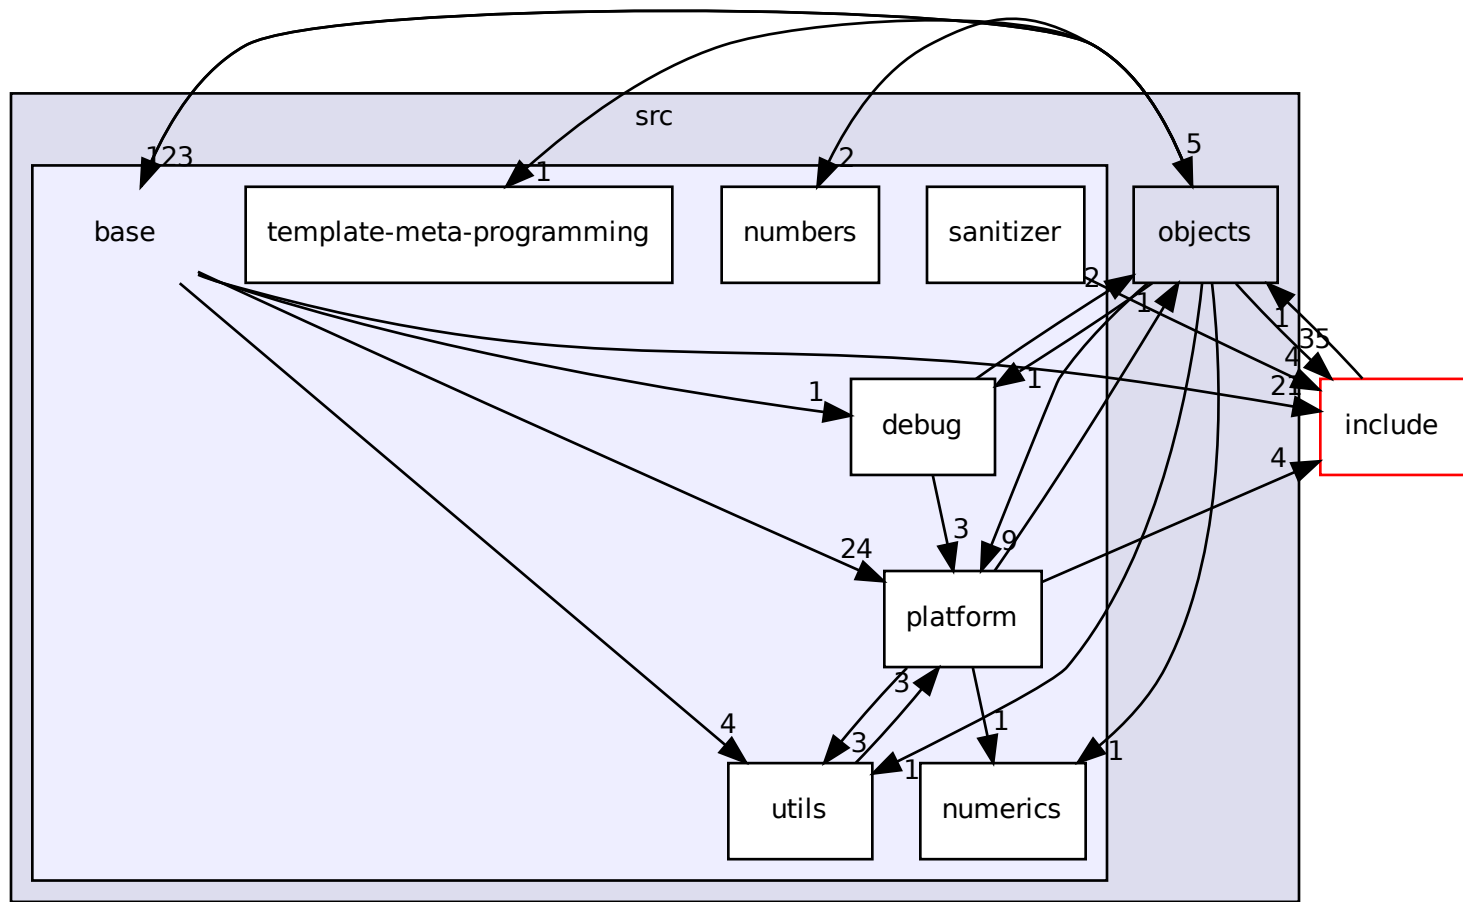 src
123
1
2
5
base
template-meta-programming
numbers
sanitizer
objects
2
1
1
35
4
1
1
21
debug
include
4
3
9
24
platform
3
4
3
1
1
1
utils
numerics